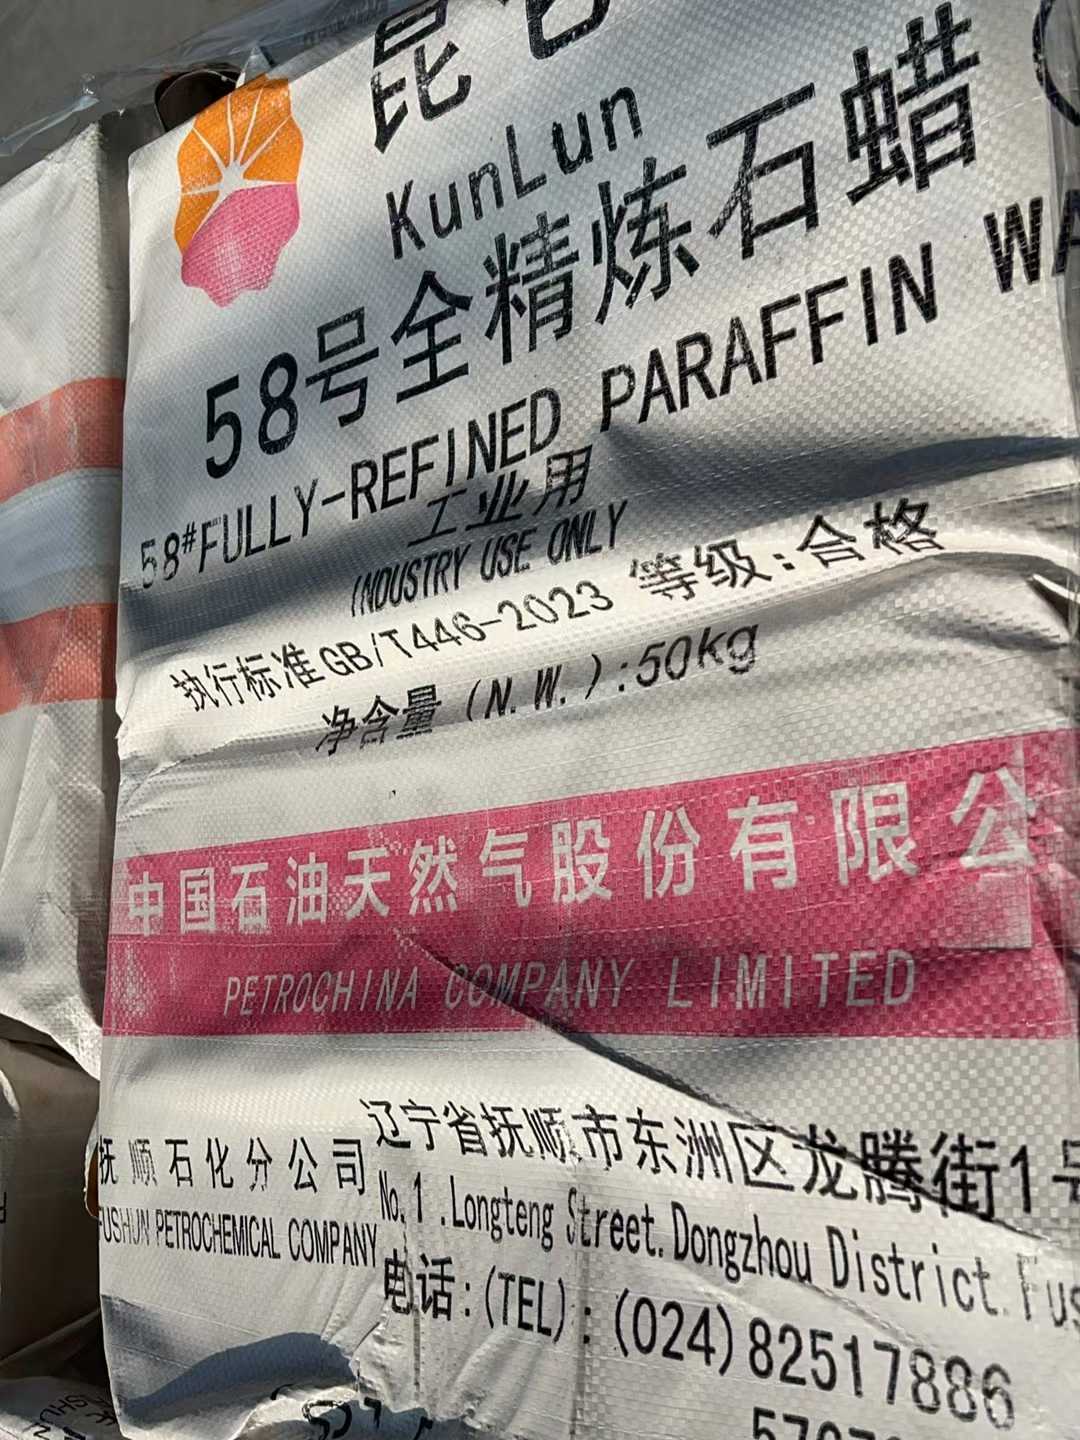 昆仑
KunLun
58号全精炼石蜡
58#FULLY-REFINED PARAFFIN WA
工业用
INDUSTRY USE ONLY
执行标准GB/T446-2023 等级:合格
净含量(N.W.):50kg
中国石油天然气股份有限公
PETROCHINA COMPANY LIMITED
抚顺石化分公司
FUSHUN PETROCHEMICAL COMPANY
辽宁省抚顺市东洲区龙腾街1号
No.1.Longteng Street.Dongzhou District.Fus
电话:(TEL):(024)82517886